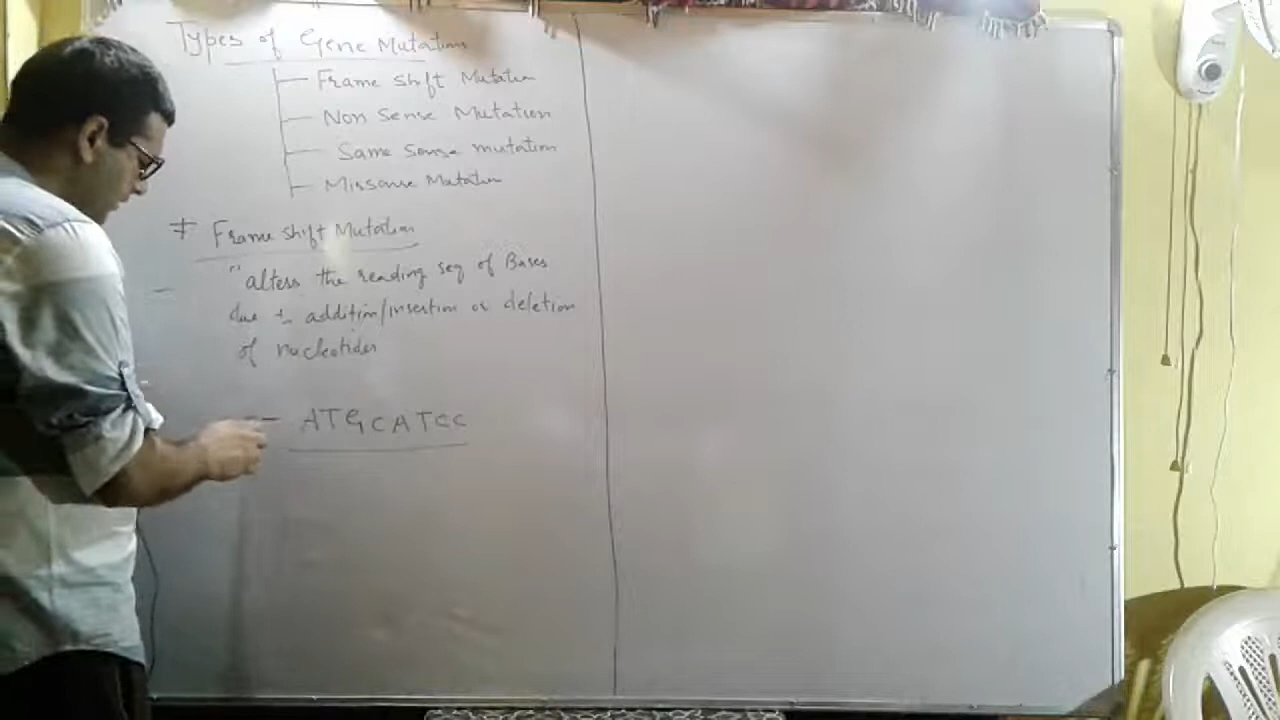 Types of Gene Mutation
Frame shift Mutation
Non Sense Mutation
Same sense mutation
Missense Mutation
# Frame shift Mutation
"alters the reading seq of Bases
due to addition/insertion or deletion
of nucleotides
- ATGCATCC